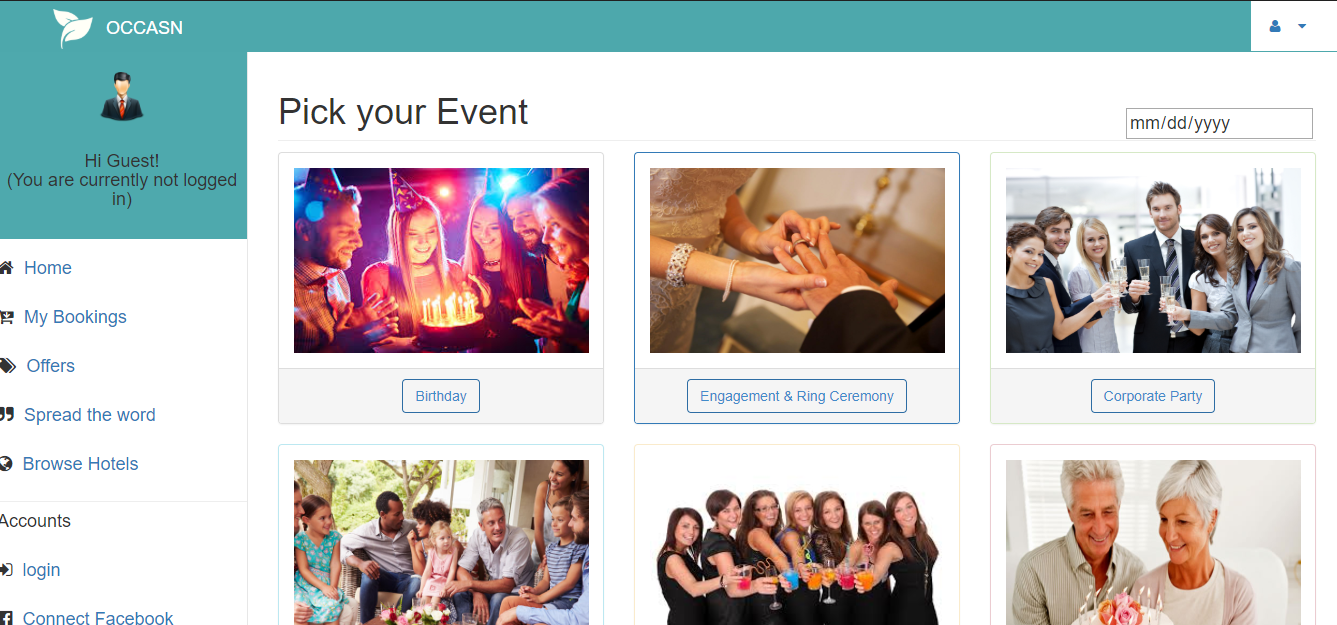 OCCASN
Hi Guest!
(You are currently not logged
in)
Home
My Bookings
Offers
Spread the word
Browse Hotels
Accounts
login
Connect Facebook
Pick your Event
mm/dd/yyyy
Birthday
Engagement & Ring Ceremony
Corporate Party